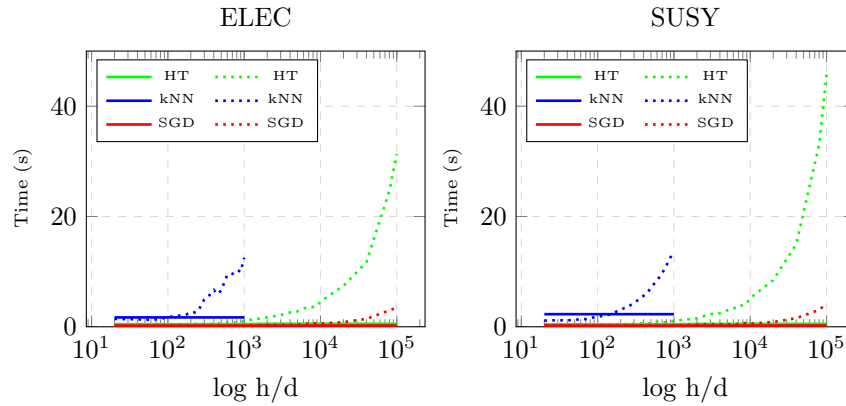 ELEC
HT HT
kNN kNN
SGD SGD
Time (s)
40
20
0
10^1 10^2 10^3 10^4 10^5
log h/d
SUSY
HT HT
kNN kNN
SGD SGD
Time (s)
40
20
0
10^1 10^2 10^3 10^4 10^5
log h/d